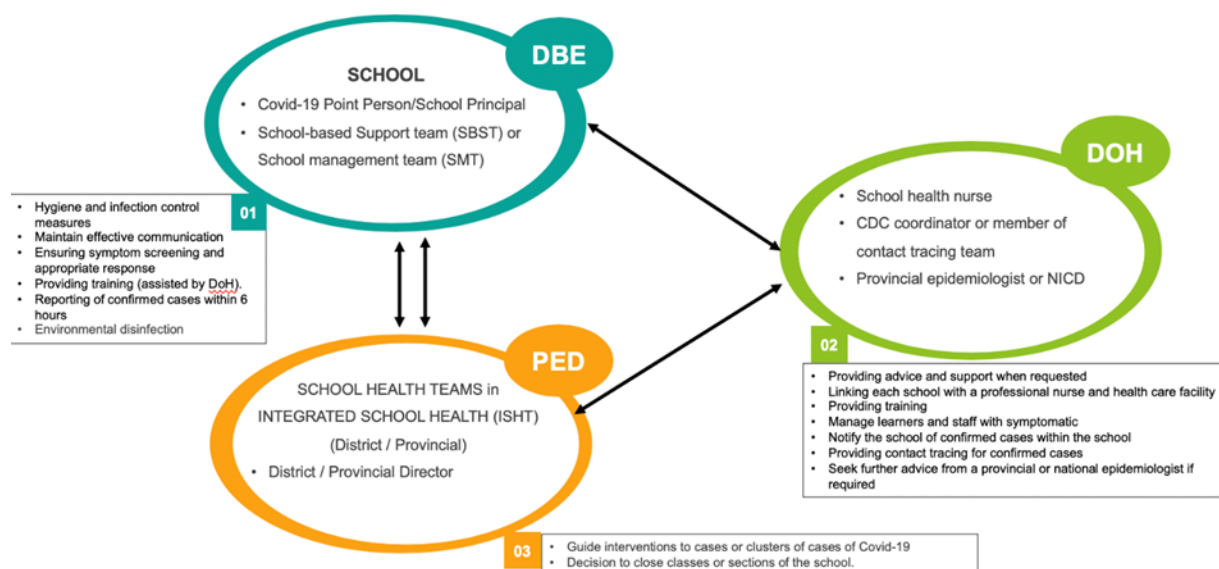 DBE
SCHOOL
• Covid-19 Point Person/School Principal
• School-based Support team (SBST) or
School management team (SMT)
01
• Hygiene and infection control
measures
• Maintain effective communication
• Ensuring symptom screening and
appropriate response
• Providing training (assisted by DoH).
• Reporting of confirmed cases within 6
hours
• Environmental disinfection
DOH
• School health nurse
• CDC coordinator or member of
contact tracing team
• Provincial epidemiologist or NICD
02
• Providing advice and support when requested
• Linking each school with a professional nurse and health care facility
• Providing training
• Manage learners and staff with symptomatic
• Notify the school of confirmed cases within the school
• Providing contact tracing for confirmed cases
• Seek further advice from a provincial or national epidemiologist if
required
PED
SCHOOL HEALTH TEAMS in
INTEGRATED SCHOOL HEALTH (ISHT)
(District / Provincial)
• District / Provincial Director
03
• Guide interventions to cases or clusters of cases of Covid-19
• Decision to close classes or sections of the school.